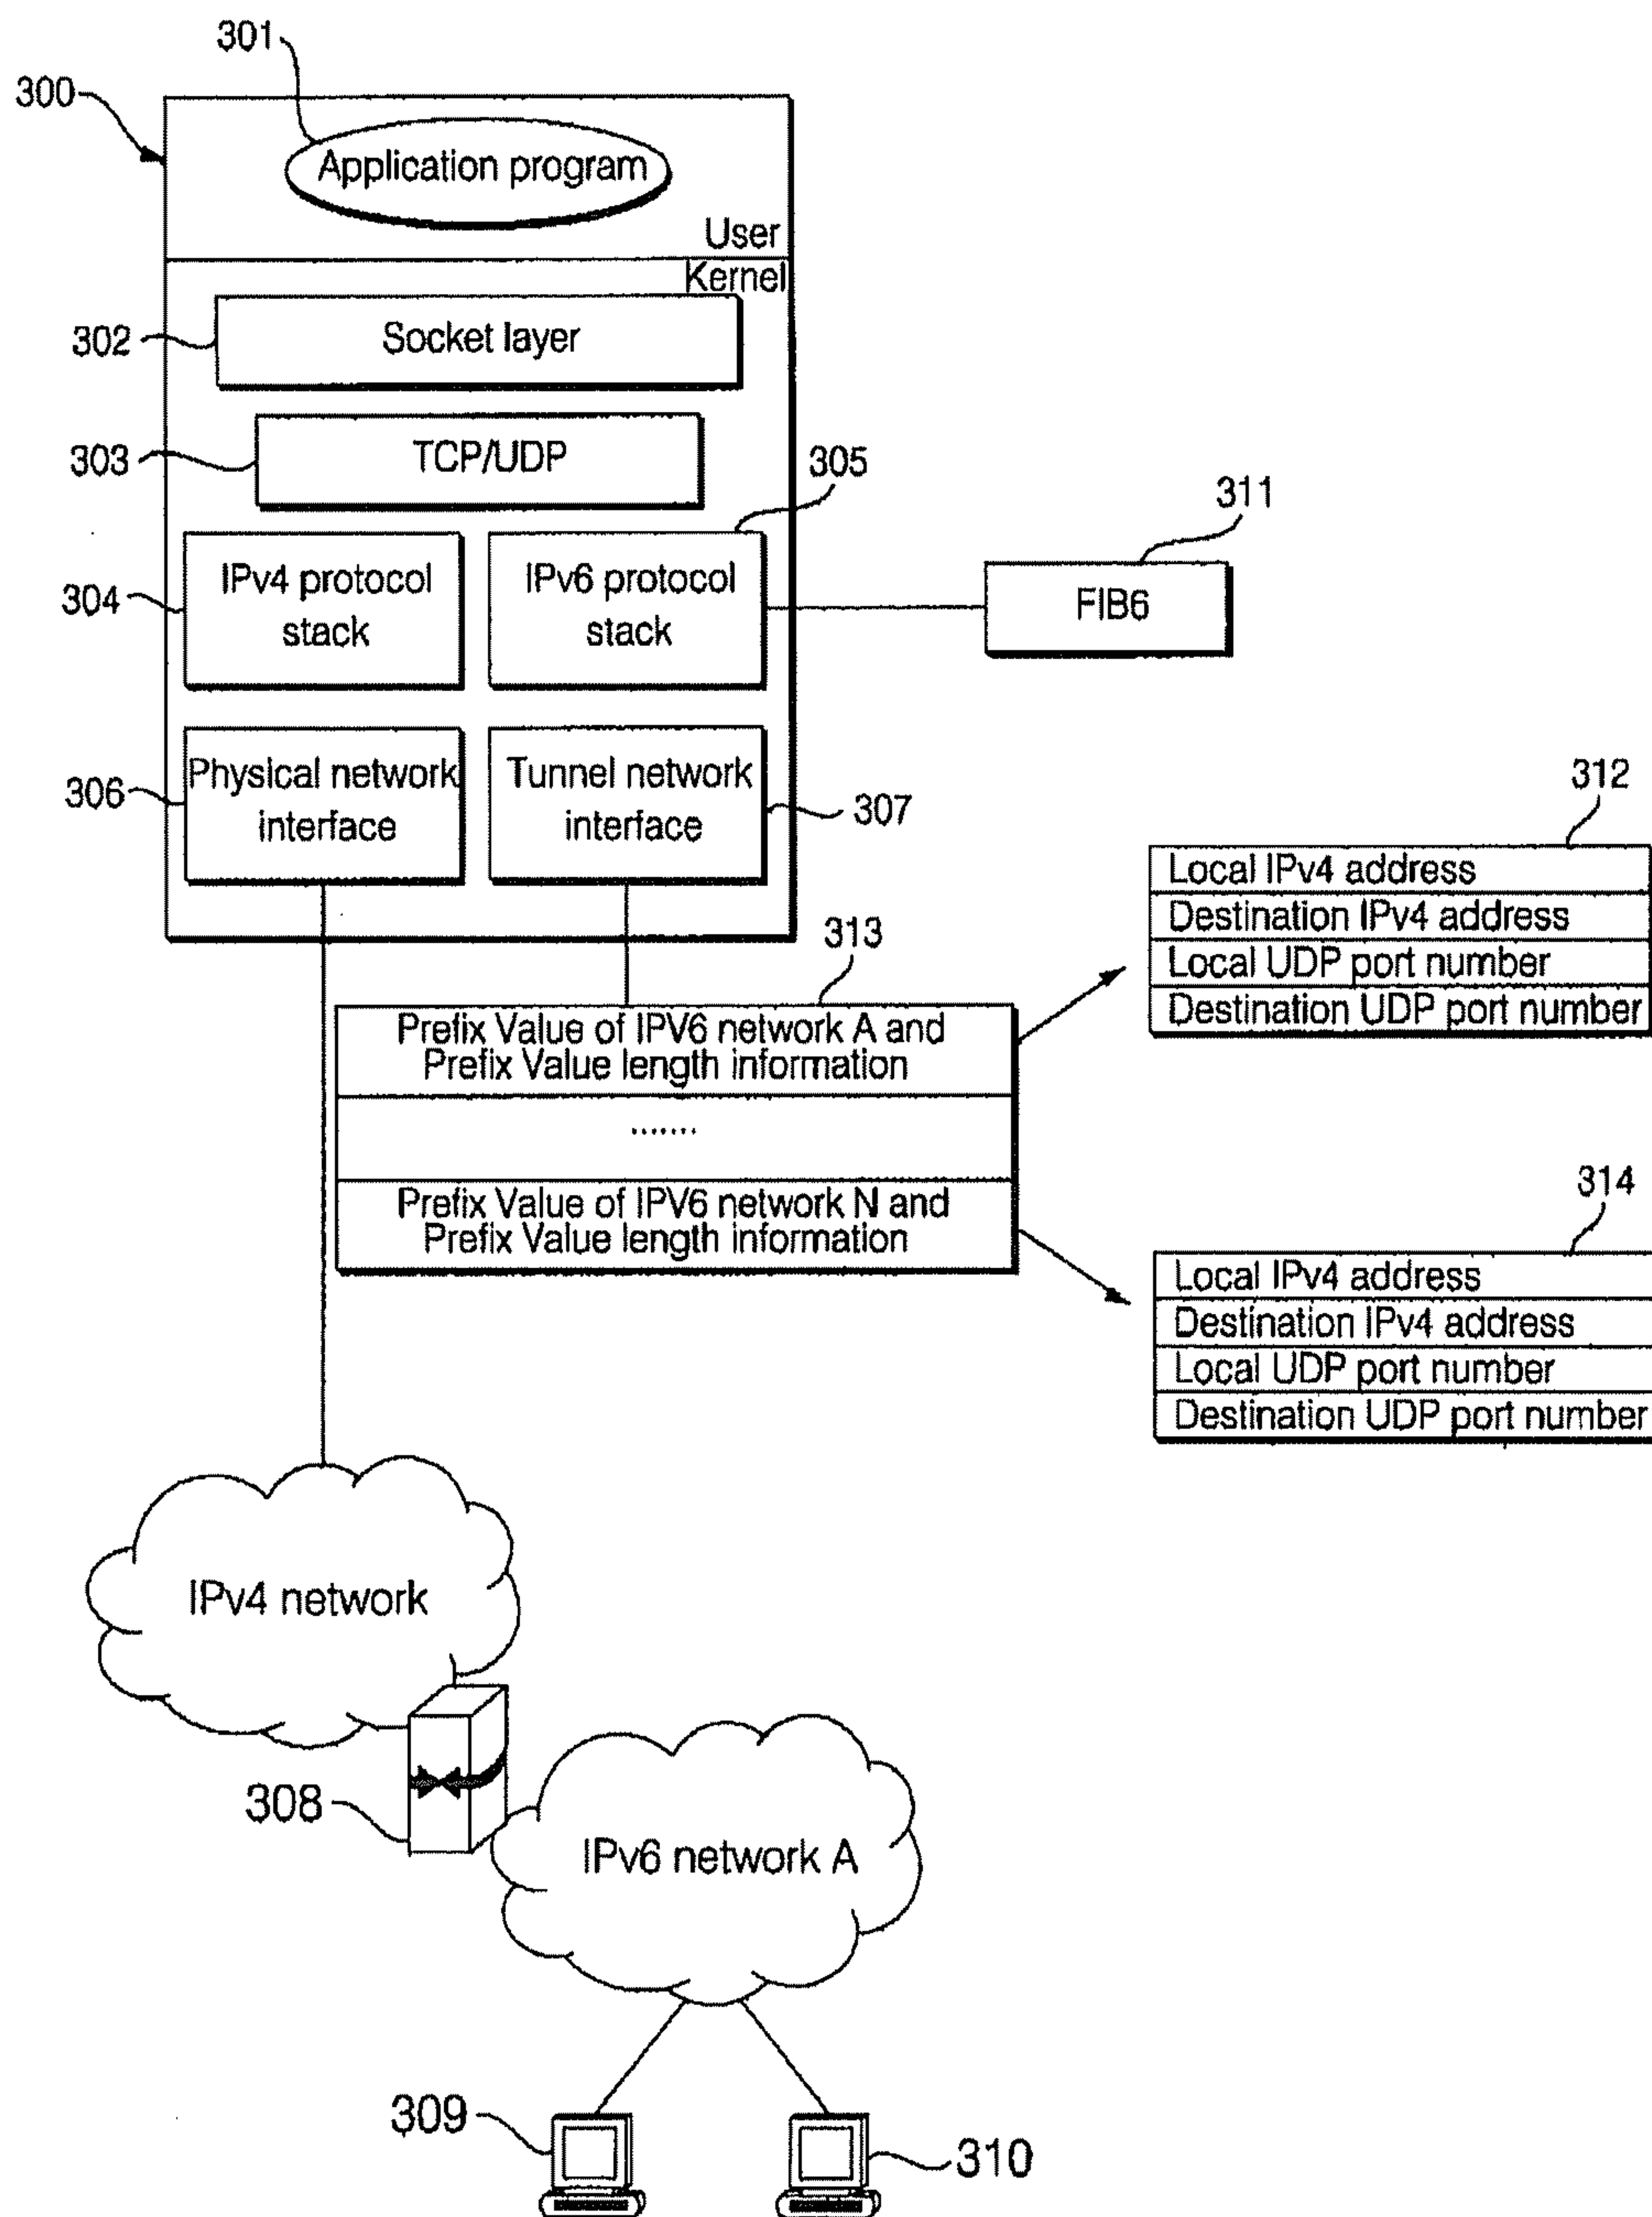 301
300
Application program
User
Kernel
302
Socket layer
303
TCP/UDP
305
311
304
IPv4 protocol
stack
IPv6 protocol
stack
FIB6
306
Physical network
interface
Tunnel network
interface
307
312
Local IPv4 address
Destination IPv4 address
Local UDP port number
Destination UDP port number
313
Prefix Value of IPV6 network A and
Prefix Value length information
.......
Prefix Value of IPV6 network N and
Prefix Value length information
314
Local IPv4 address
Destination IPv4 address
Local UDP port number
Destination UDP port number
IPv4 network
308
IPv6 network A
309
310